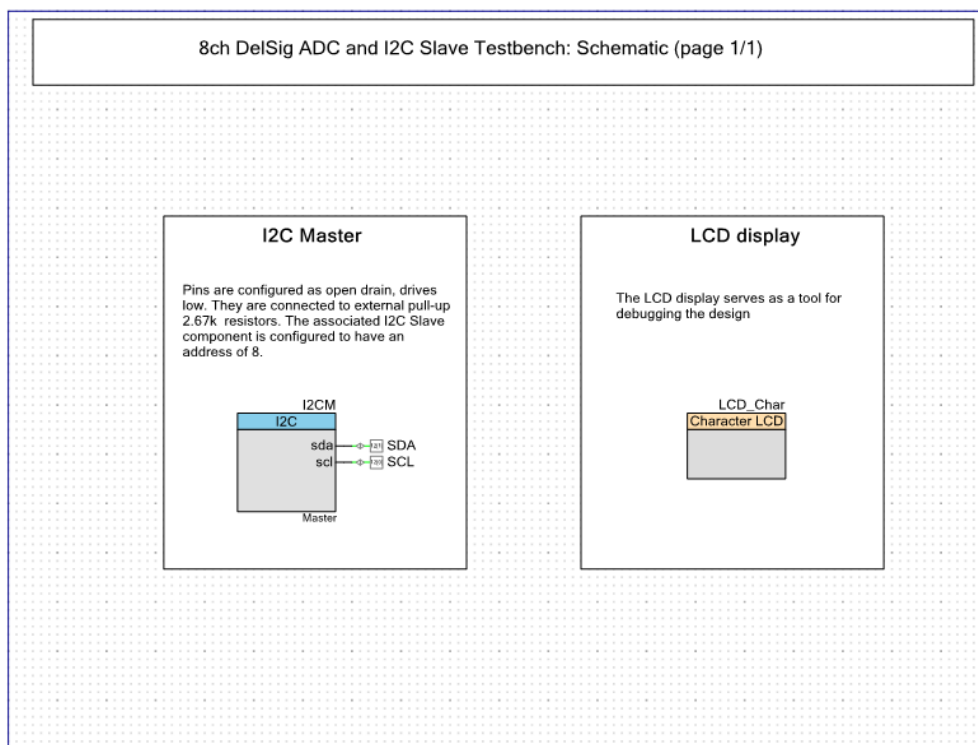 8ch DelSig ADC and I2C Slave Testbench: Schematic (page 1/1)
I2C Master
Pins are configured as open drain, drives
low. They are connected to external pull-up
2.67k  resistors. The associated I2C Slave
component is configured to have an
address of 8.
I2CM
I2C
sda
SDA
scl
SCL
Master
LCD display
The LCD display serves as a tool for
debugging the design
LCD_Char
Character LCD